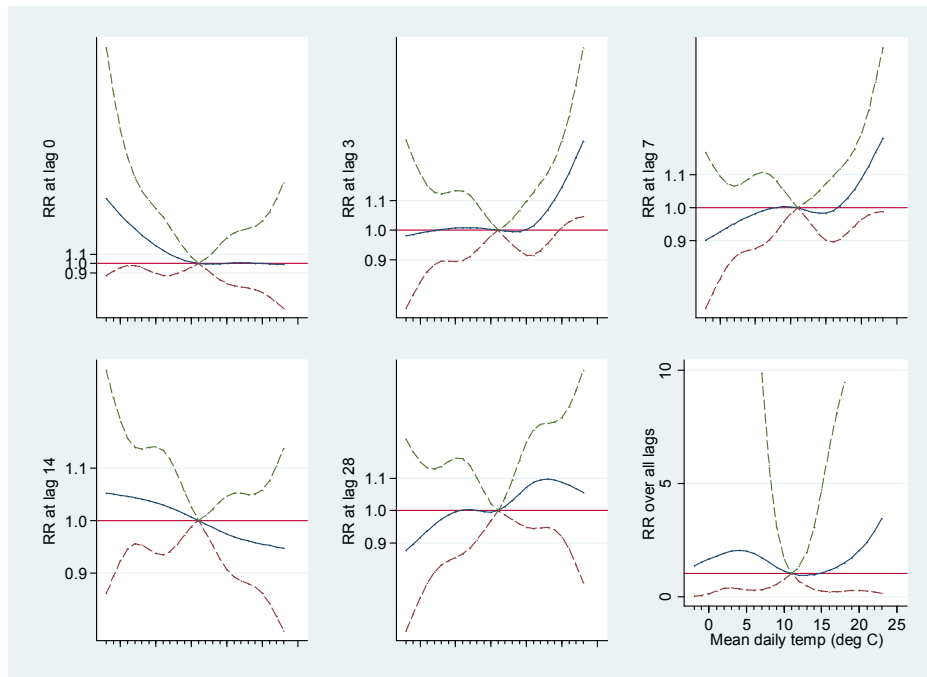 RR at lag 0
1.1
1.0
0.9
RR at lag 3
1.1
1.0
0.9
RR at lag 7
1.1
1.0
0.9
RR at lag 14
1.1
1.0
0.9
RR at lag 28
1.1
1.0
0.9
RR over all lags
10
5
0
0 5 10 15 20 25
Mean daily temp (deg C)